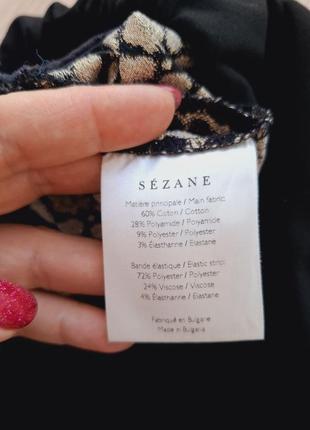 SÉZANE
Matière principale / Main fabric
60% Coton / Cotton
28% Polyamide / Polyamide
9% Polyester / Polyester
3% Élasthanne / Elastane
Bande élastique / Elastic strip
72% Polyester / Polyester
24% Viscose / Viscose
4% Élasthanne / Elastane
Fabriqué en Bulgarie
Made in Bulgaria